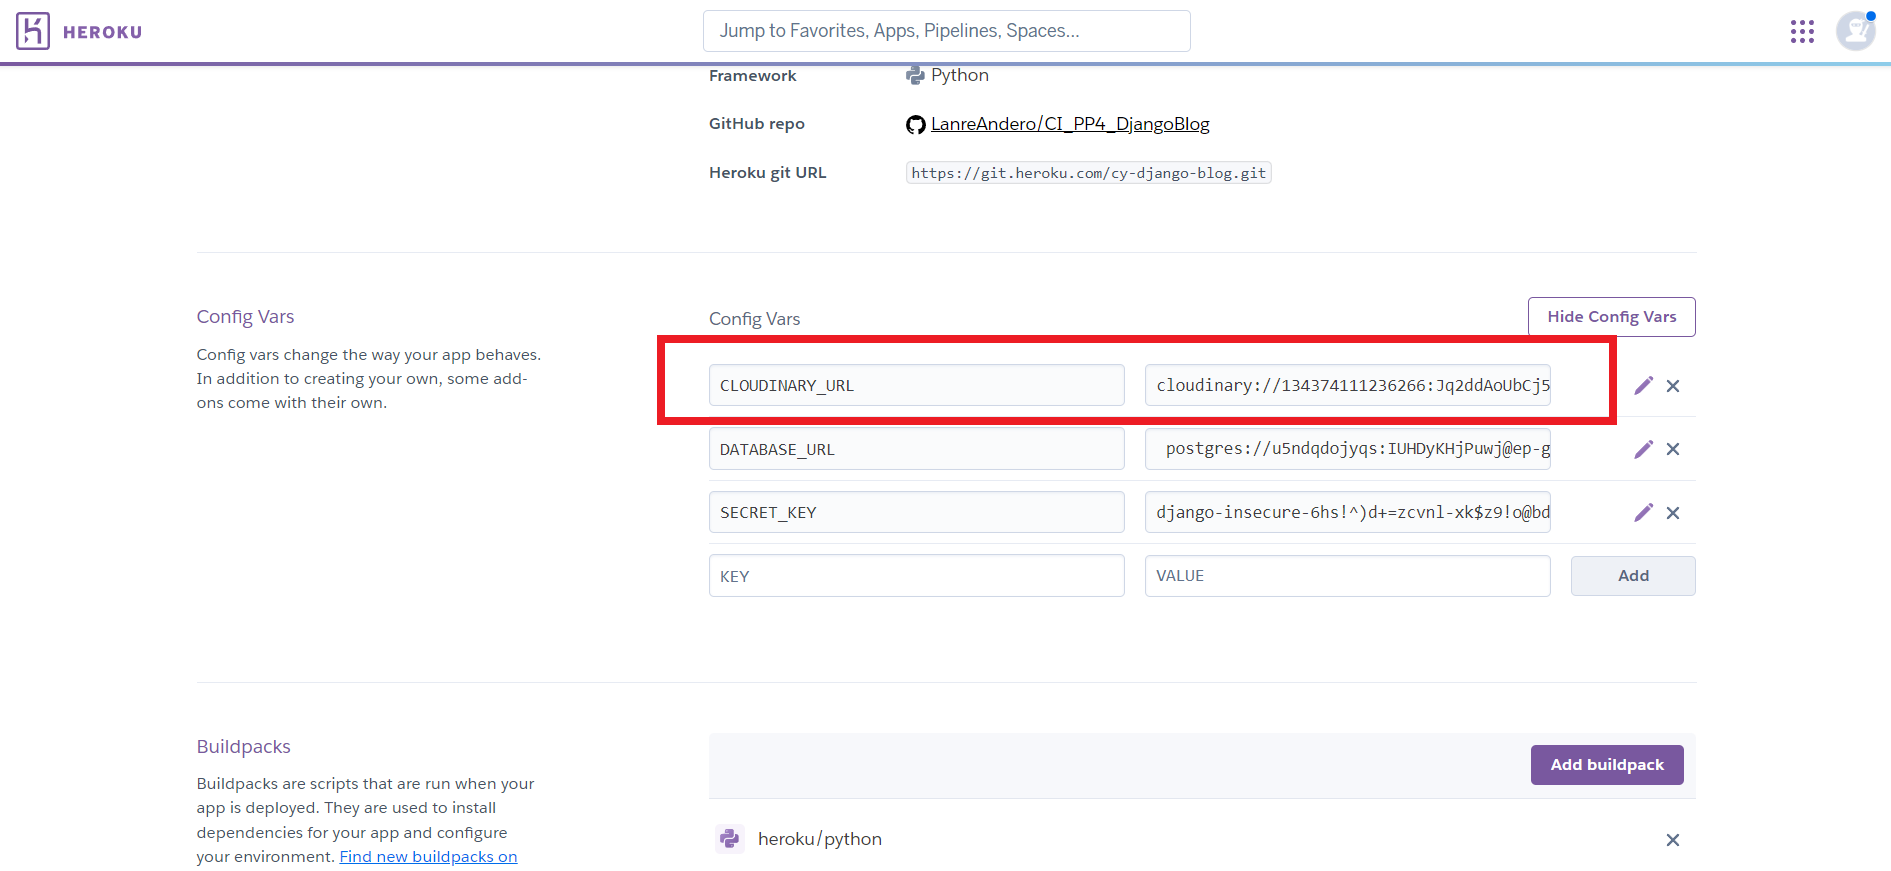 HEROKU
Jump to Favorites, Apps, Pipelines, Spaces...
Framework
Python
GitHub repo
LanreAndero/CI_PP4_DjangoBlog
Heroku git URL
https://git.heroku.com/cy-django-blog.git
Config Vars
Config vars change the way your app behaves.
In addition to creating your own, some add-
ons come with their own.
Config Vars
Hide Config Vars
CLOUDINARY_URL
cloudinary://134374111236266:Jq2ddAoUbCj5
DATABASE_URL
postgres://u5ndqdojyqs:IUHDyKHjPuwj@ep-g
SECRET_KEY
django-insecure-6hs!^)d+=zcvnl-xk$z9!o@bd
KEY
VALUE
Add
Buildpacks
Buildpacks are scripts that are run when your
app is deployed. They are used to install
dependencies for your app and configure
your environment. Find new buildpacks on
Add buildpack
heroku/python